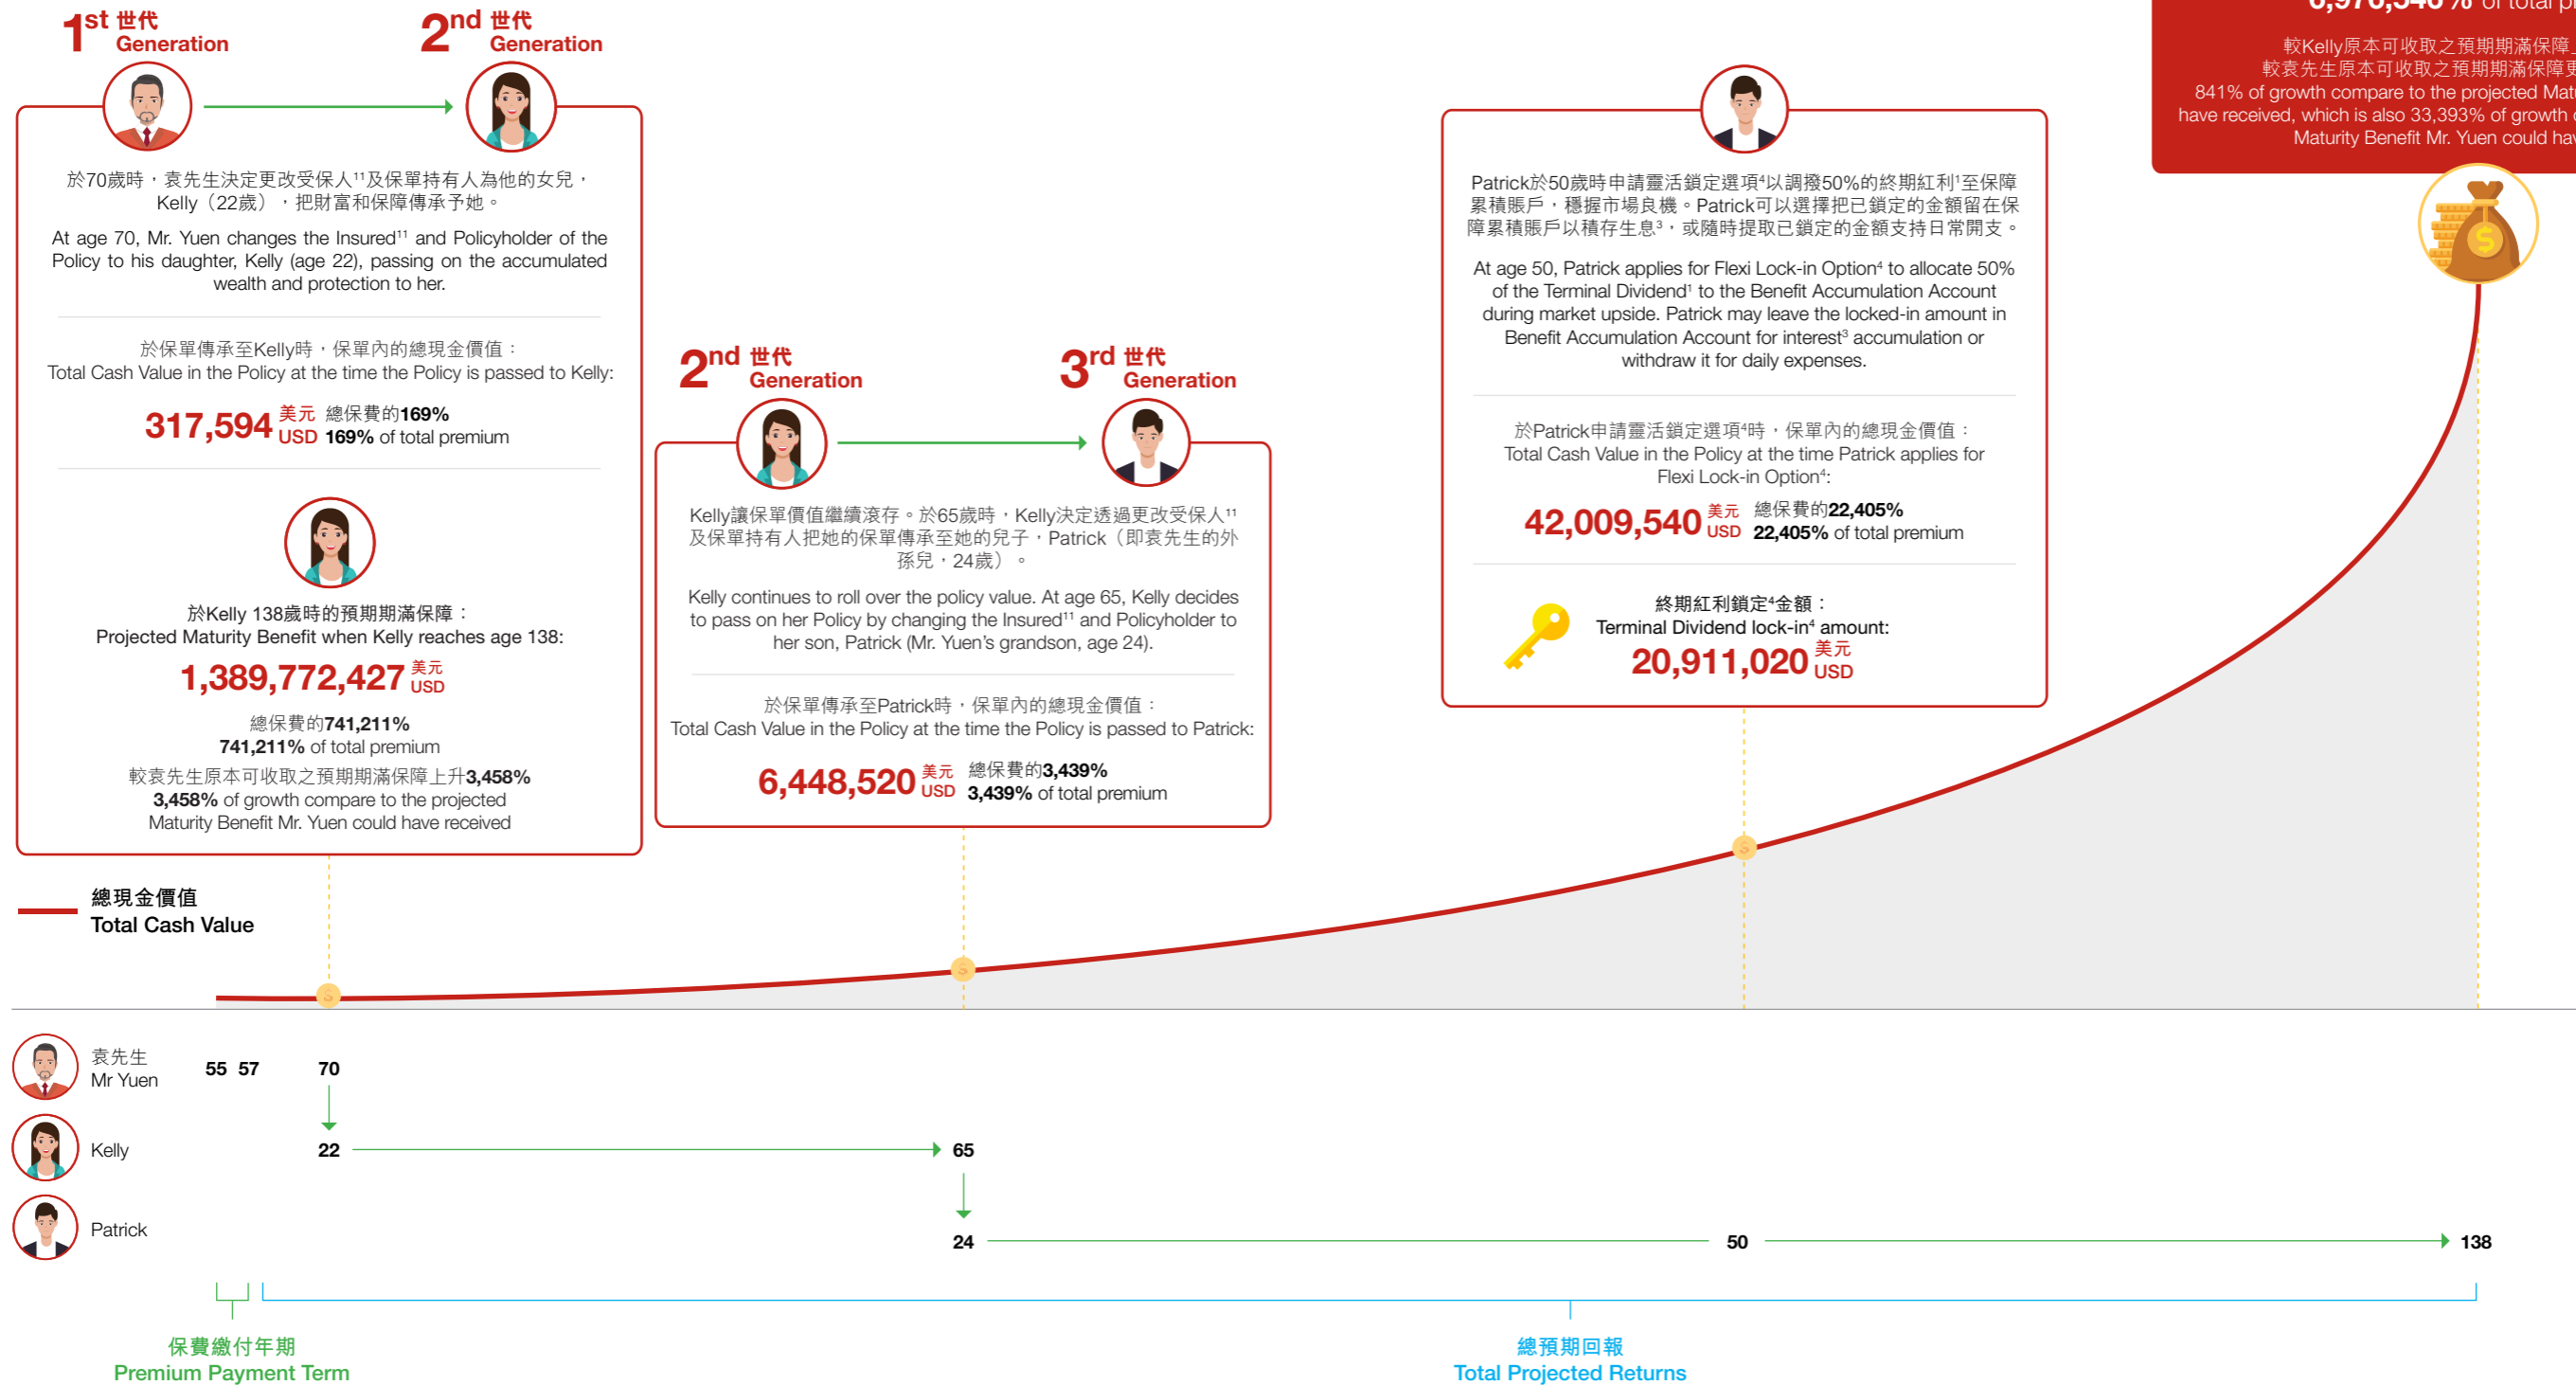 1st 世代
Generation
2nd 世代
Generation
於70歲時，袁先生決定更改受保人11及保單持有人為他的女兒，
Kelly（22歲），把財富和保障傳承予她。
At age 70, Mr. Yuen changes the Insured11 and Policyholder of the
Policy to his daughter, Kelly (age 22), passing on the accumulated
wealth and protection to her.
於保單傳承至Kelly時，保單內的總現金價值：
Total Cash Value in the Policy at the time the Policy is passed to Kelly:
317,594 美元 USD
總保費的169%
169% of total premium
於Kelly 138歲時的預期期滿保障：
Projected Maturity Benefit when Kelly reaches age 138:
1,389,772,427 美元 USD
總保費的741,211%
741,211% of total premium
較袁先生原本可收取之預期期滿保障上升3,458%
3,458% of growth compare to the projected
Maturity Benefit Mr. Yuen could have received
2nd 世代
Generation
3rd 世代
Generation
Kelly讓保單價值繼續滾存。於65歲時，Kelly決定透過更改受保人11
及保單持有人把她的保單傳承至她的兒子，Patrick（即袁先生的外
孫兒，24歲）。
Kelly continues to roll over the policy value. At age 65, Kelly decides
to pass on her Policy by changing the Insured11 and Policyholder to
her son, Patrick (Mr. Yuen’s grandson, age 24).
於保單傳承至Patrick時，保單內的總現金價值：
Total Cash Value in the Policy at the time the Policy is passed to Patrick:
6,448,520 美元 USD
總保費的3,439%
3,439% of total premium
Patrick於50歲時申請靈活鎖定選項4以調撥50%的終期紅利1至保障
累積賬戶，穩握市場良機。Patrick可以選擇把已鎖定的金額留在保
障累積賬戶以積存生息3，或隨時提取已鎖定的金額支持日常開支。
At age 50, Patrick applies for Flexi Lock-in Option4 to allocate 50%
of the Terminal Dividend1 to the Benefit Accumulation Account
during market upside. Patrick may leave the locked-in amount in
Benefit Accumulation Account for interest3 accumulation or
withdraw it for daily expenses.
於Patrick申請靈活鎖定選項4時，保單內的總現金價值：
Total Cash Value in the Policy at the time Patrick applies for
Flexi Lock-in Option4:
42,009,540 美元 USD
總保費的22,405%
22,405% of total premium
終期紅利鎖定4金額：
Terminal Dividend lock-in4 amount:
20,911,020 美元 USD
6,976,546% of total pr
較Kelly原本可收取之預期期滿保障
較袁先生原本可收取之預期期滿保障更
841% of growth compare to the projected Matu
have received, which is also 33,393% of growth
Maturity Benefit Mr. Yuen could hav
總現金價值
Total Cash Value
袁先生
Mr Yuen
55 57 70
Kelly
22 65
Patrick
24 50 138
保費繳付年期
Premium Payment Term
總預期回報
Total Projected Returns